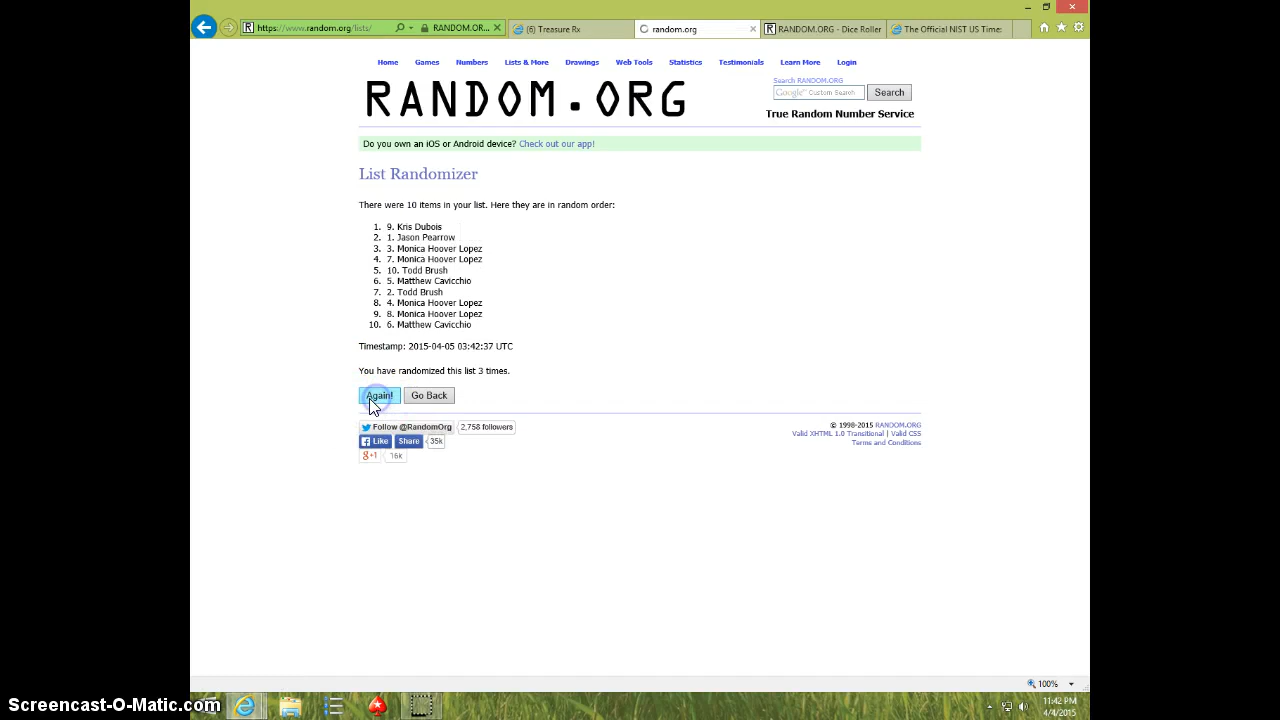 https://www.random.org/lists/
RANDOM.OR...
(6) Treasure Rx
random.org
RANDOM.ORG - Dice Roller
The Official NIST US Time:
Home Games Numbers Lists & More Drawings Web Tools Statistics Testimonials Learn More Login
RANDOM.ORG
Search RANDOM.ORG
Google™ Custom Search
Search
True Random Number Service
Do you own an iOS or Android device? Check out our app!
List Randomizer
There were 10 items in your list. Here they are in random order:
1. 9. Kris Dubois
2. 1. Jason Pearrow
3. 3. Monica Hoover Lopez
4. 7. Monica Hoover Lopez
5. 10. Todd Brush
6. 5. Matthew Cavicchio
7. 2. Todd Brush
8. 4. Monica Hoover Lopez
9. 8. Monica Hoover Lopez
10. 6. Matthew Cavicchio
Timestamp: 2015-04-05 03:42:37 UTC
You have randomized this list 3 times.
Again! Go Back
Follow @RandomOrg 2,758 followers
Like Share 35k
g+1 16k
© 1998-2015 RANDOM.ORG
Valid XHTML 1.0 Transitional | Valid CSS
Terms and Conditions
100%
11:42 PM
4/4/2015
Screencast-O-Matic.com